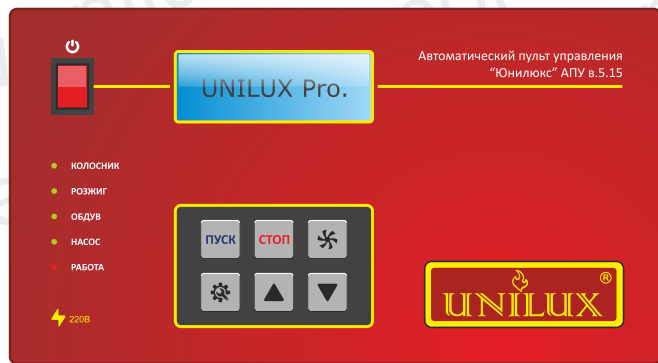 Автоматический пульт управления
"Юнилюкс" АПУ в.5.15
UNILUX Pro.
КОЛОСНИК
РОЗЖИГ
ОБДУВ
НАСОС
РАБОТА
220В
ПУСК СТОП
UNILUX ®